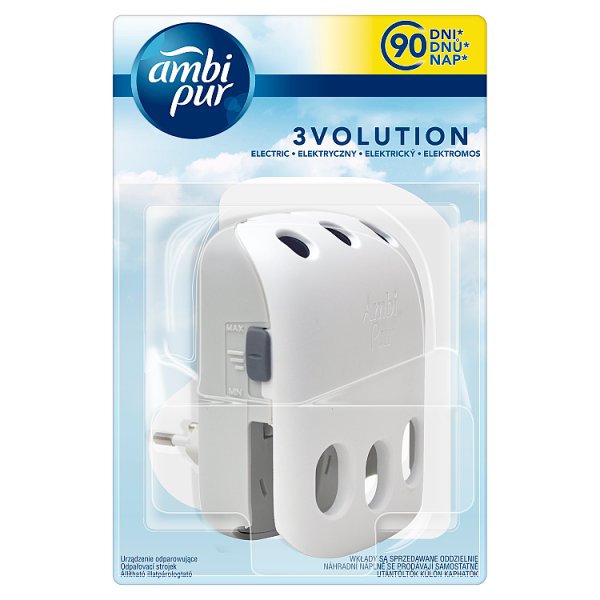 ambi
pur
90 DNI*
DNŮ*
NAP*
3VOLUTION
ELECTRIC • ELEKTRYCZNY • ELEKTRICKÝ • ELEKTROMOS
Ambi
Pur
MAX
MIN
Urządzenie odparowujące
Odpařovací strojek
Állítható illatpárologtató
WKŁADY SĄ SPRZEDAWANE ODDZIELNIE
NÁHRADNÍ NÁPLNĚ SE PRODÁVAJÍ SAMOSTATNĚ
UTÁNTÖLTŐK KÜLÖN KAPHATÓK